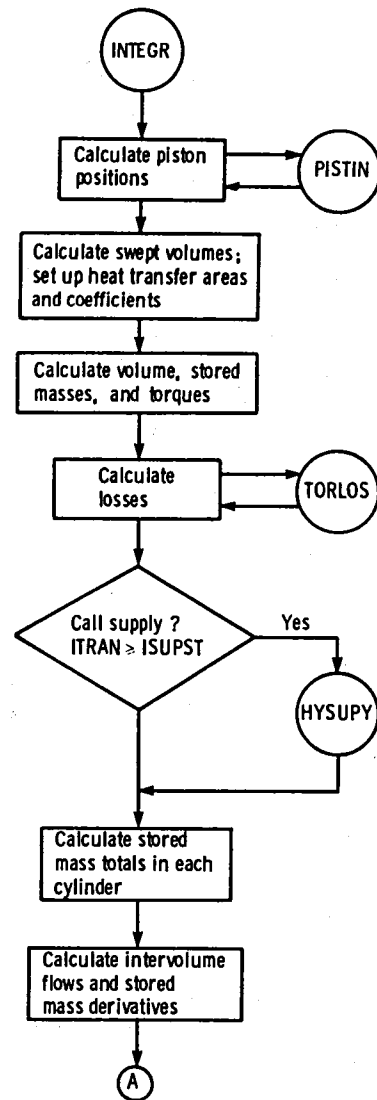 INTEGR
Calculate piston
positions
PISTIN
Calculate swept volumes;
set up heat transfer areas
and coefficients
Calculate volume, stored
masses, and torques
Calculate
losses
TORLOS
Call supply ?
ITRAN ⩾ ISUPST
Yes
HYSUPY
Calculate stored
mass totals in each
cylinder
Calculate intervolume
flows and stored
mass derivatives
A